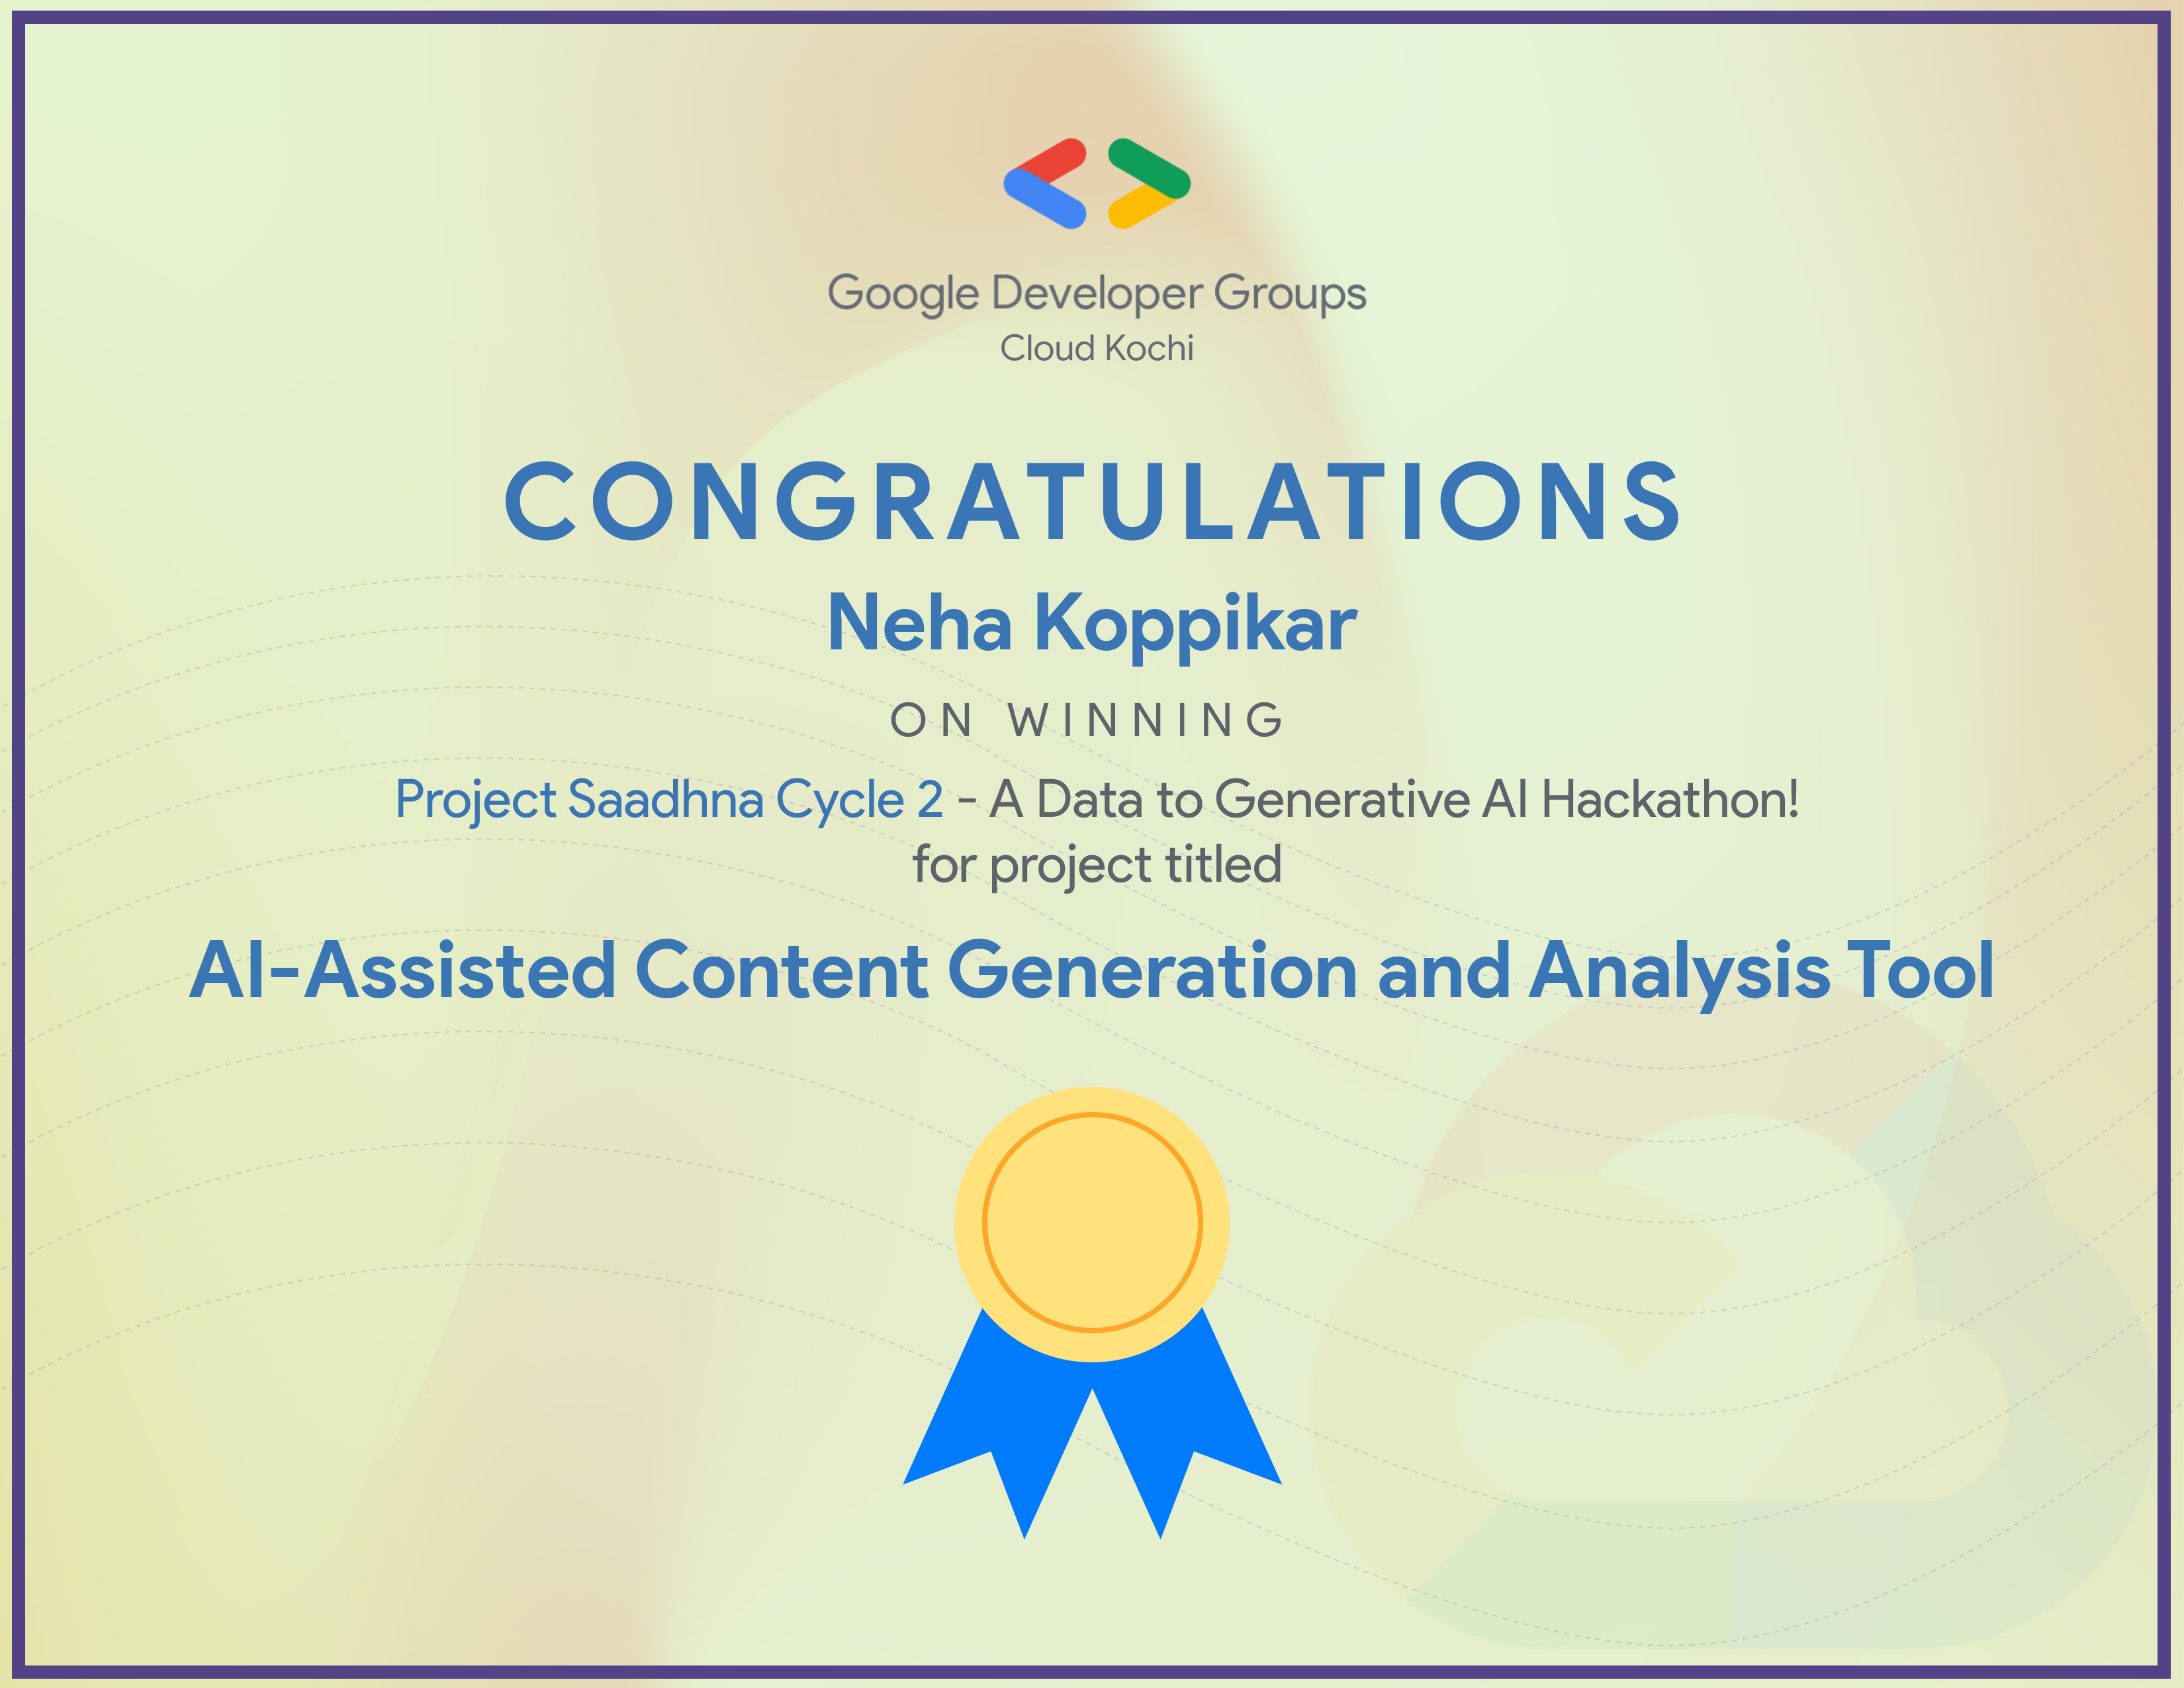 Google Developer Groups
Cloud Kochi
CONGRATULATIONS
Neha Koppikar
ON WINNING
Project Saadhna Cycle 2 - A Data to Generative AI Hackathon!
for project titled
AI-Assisted Content Generation and Analysis Tool